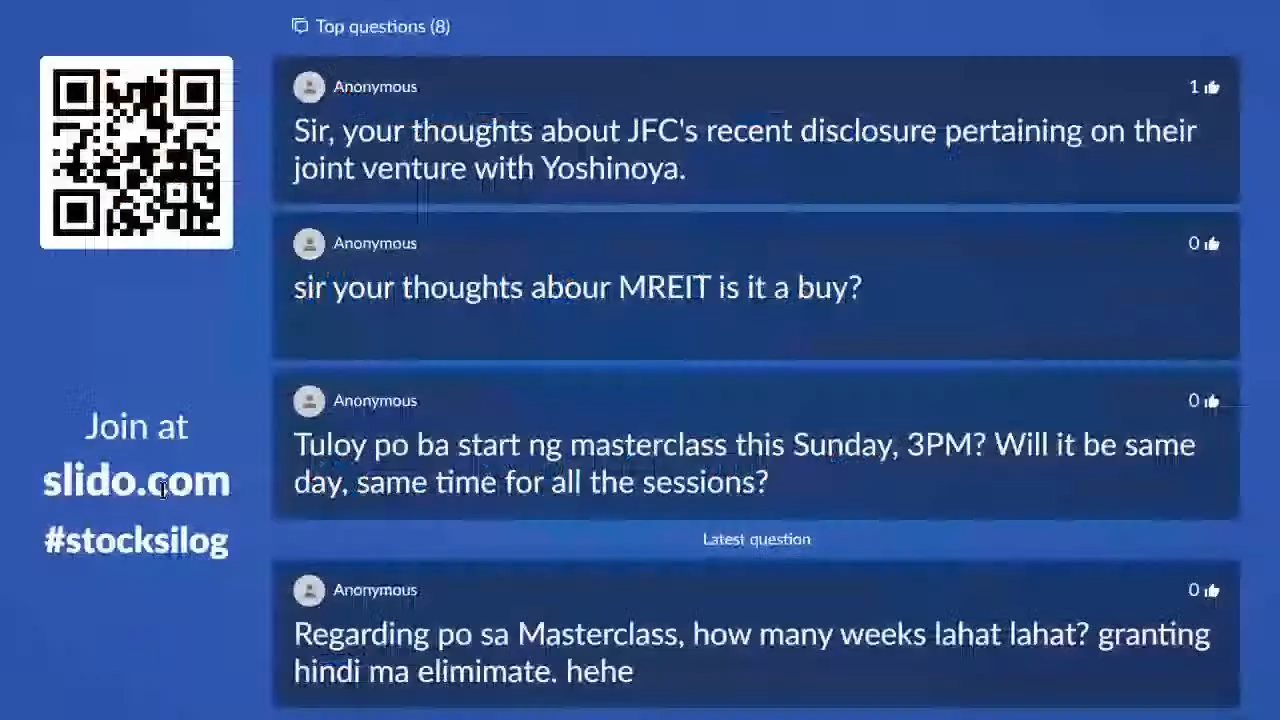 Top questions (8)
Anonymous
1
Sir, your thoughts about JFC's recent disclosure pertaining on their
joint venture with Yoshinoya.
Anonymous
0
sir your thoughts abour MREIT is it a buy?
Anonymous
0
Tuloy po ba start ng masterclass this Sunday, 3PM? Will it be same
day, same time for all the sessions?
Join at
slido.com
#stocksilog
Latest question
Anonymous
0
Regarding po sa Masterclass, how many weeks lahat lahat? granting
hindi ma elimimate. hehe